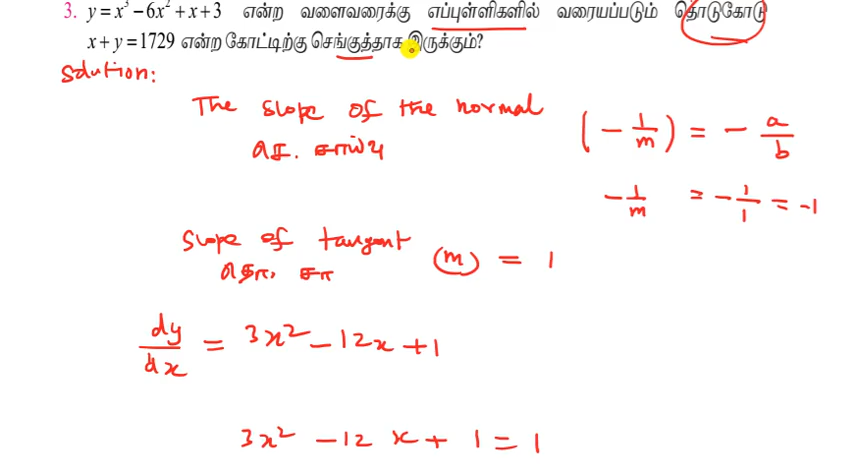 3. y = x³ − 6x² + x + 3 என்ற வளைவரைக்கு எப்புள்ளிகளில் வரையப்படும் தொடுகோடு
x + y = 1729 என்ற கோட்டிற்கு செங்குத்தாக இருக்கும்?
Solution:
The slope of the normal
செ. சாய்வு
(− 1/m) = − a/b
− 1/m = − 1/1 = −1
Slope of tangent (m) = 1
தொ. சா
dy/dx = 3x² − 12x + 1
3x² − 12x + 1 = 1